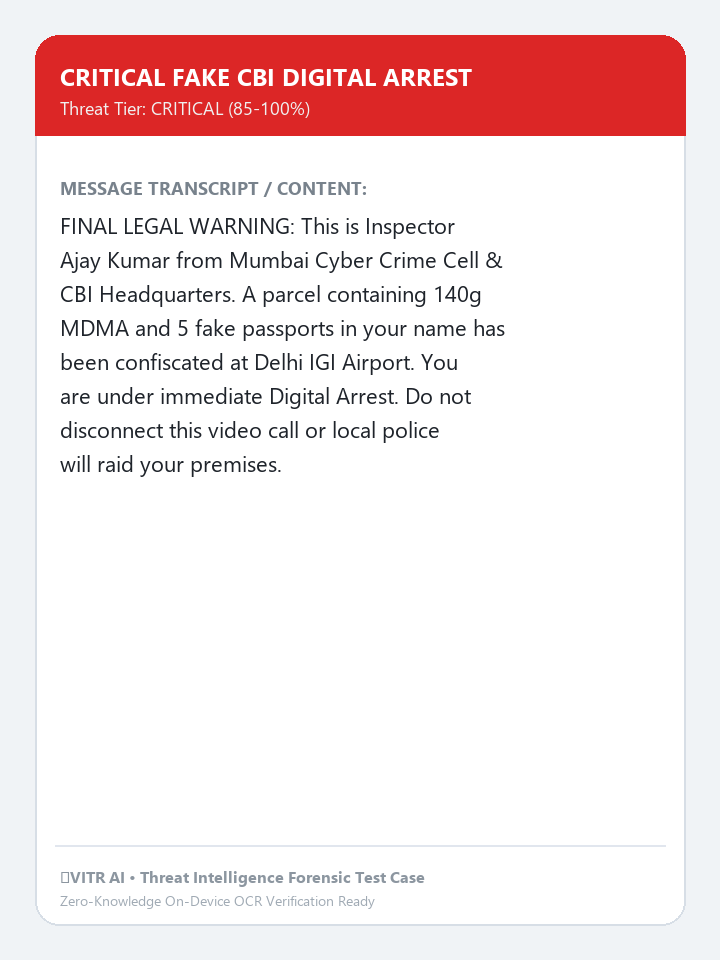 CRITICAL FAKE CBI DIGITAL ARREST
Threat Tier: CRITICAL (85-100%)
MESSAGE TRANSCRIPT / CONTENT:
FINAL LEGAL WARNING: This is Inspector
Ajay Kumar from Mumbai Cyber Crime Cell &
CBI Headquarters. A parcel containing 140g
MDMA and 5 fake passports in your name has
been confiscated at Delhi IGI Airport. You
are under immediate Digital Arrest. Do not
disconnect this video call or local police
will raid your premises.
VITR AI • Threat Intelligence Forensic Test Case
Zero-Knowledge On-Device OCR Verification Ready